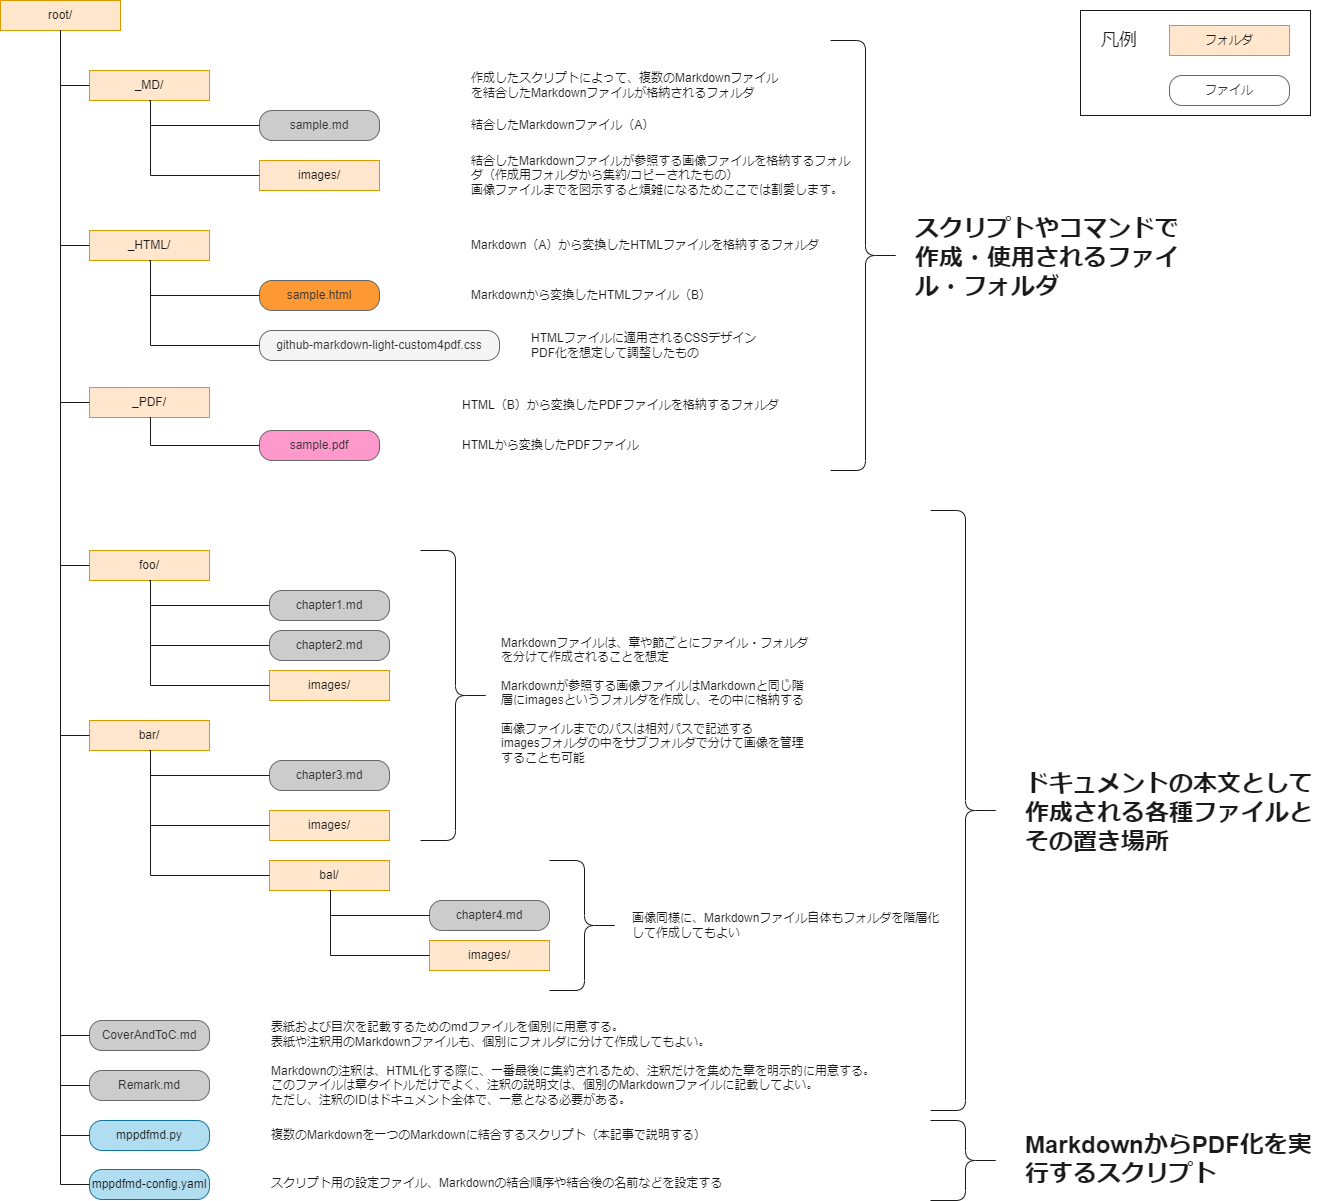 root/
凡例
フォルダ
ファイル
_MD/
作成したスクリプトによって、複数のMarkdownファイル
を結合したMarkdownファイルが格納されるフォルダ
sample.md
結合したMarkdownファイル（A）
images/
結合したMarkdownファイルが参照する画像ファイルを格納するフォル
ダ（作成用フォルダから集約/コピーされたもの）
画像ファイルまでを図示すると煩雑になるためここでは割愛します。
_HTML/
Markdown（A）から変換したHTMLファイルを格納するフォルダ
sample.html
Markdownから変換したHTMLファイル（B）
github-markdown-light-custom4pdf.css
HTMLファイルに適用されるCSSデザイン
PDF化を想定して調整したもの
_PDF/
HTML（B）から変換したPDFファイルを格納するフォルダ
sample.pdf
HTMLから変換したPDFファイル
スクリプトやコマンドで
作成・使用されるファイ
ル・フォルダ
foo/
chapter1.md
chapter2.md
images/
bar/
chapter3.md
images/
Markdownファイルは、章や節ごとにファイル・フォルダ
を分けて作成されることを想定
Markdownが参照する画像ファイルはMarkdownと同じ階
層にimagesというフォルダを作成し、その中に格納する
画像ファイルまでのパスは相対パスで記述する
imagesフォルダの中をサブフォルダで分けて画像を管理
することも可能
bal/
chapter4.md
images/
画像同様に、Markdownファイル自体もフォルダを階層化
して作成してもよい
ドキュメントの本文として
作成される各種ファイルと
その置き場所
CoverAndToC.md
表紙および目次を記載するためのmdファイルを個別に用意する。
表紙や注釈用のMarkdownファイルも、個別にフォルダに分けて作成してもよい。
Remark.md
Markdownの注釈は、HTML化する際に、一番最後に集約されるため、注釈だけを集めた章を明示的に用意する。
このファイルは章タイトルだけでよく、注釈の説明文は、個別のMarkdownファイルに記載してよい。
ただし、注釈のIDはドキュメント全体で、一意となる必要がある。
mppdfmd.py
複数のMarkdownを一つのMarkdownに結合するスクリプト（本記事で説明する）
mppdfmd-config.yaml
スクリプト用の設定ファイル、Markdownの結合順序や結合後の名前などを設定する
MarkdownからPDF化を実
行するスクリプト